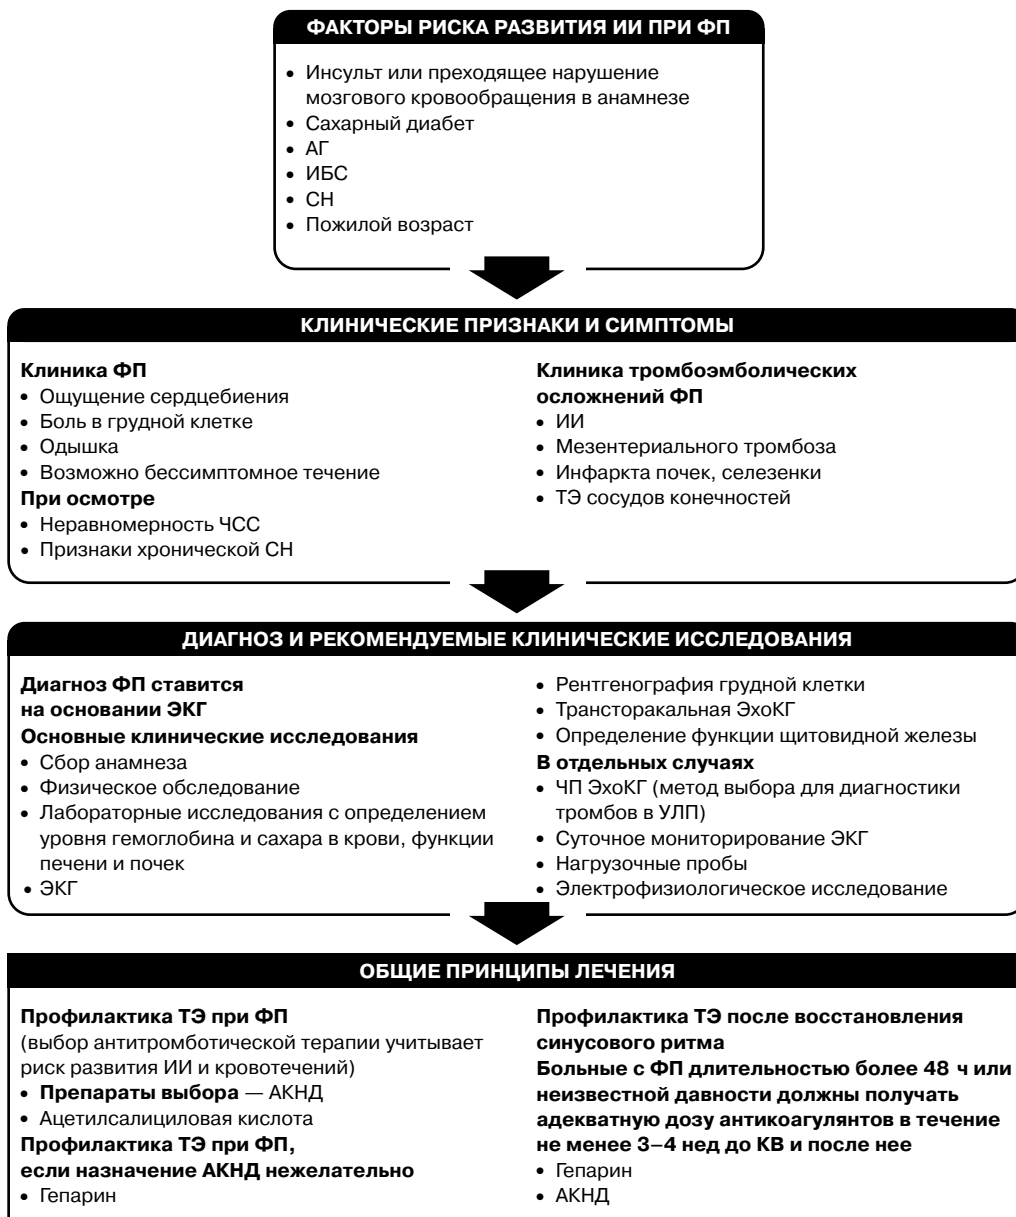 ФАКТОРЫ РИСКА РАЗВИТИЯ ИИ ПРИ ФП
• Инсульт или преходящее нарушение
мозгового кровообращения в анамнезе
• Сахарный диабет
• АГ
• ИБС
• СН
• Пожилой возраст
КЛИНИЧЕСКИЕ ПРИЗНАКИ И СИМПТОМЫ
Клиника ФП
• Ощущение сердцебиения
• Боль в грудной клетке
• Одышка
• Возможно бессимптомное течение
При осмотре
• Неравномерность ЧСС
• Признаки хронической СН
Клиника тромбоэмболических
осложнений ФП
• ИИ
• Мезентериального тромбоза
• Инфаркта почек, селезенки
• ТЭ сосудов конечностей
ДИАГНОЗ И РЕКОМЕНДУЕМЫЕ КЛИНИЧЕСКИЕ ИССЛЕДОВАНИЯ
Диагноз ФП ставится
на основании ЭКГ
Основные клинические исследования
• Сбор анамнеза
• Физическое обследование
• Лабораторные исследования с определением
уровня гемоглобина и сахара в крови, функции
печени и почек
• ЭКГ
• Рентгенография грудной клетки
• Трансторакальная ЭхоКГ
• Определение функции щитовидной железы
В отдельных случаях
• ЧП ЭхоКГ (метод выбора для диагностики
тромбов в УЛП)
• Суточное мониторирование ЭКГ
• Нагрузочные пробы
• Электрофизиологическое исследование
ОБЩИЕ ПРИНЦИПЫ ЛЕЧЕНИЯ
Профилактика ТЭ при ФП
(выбор антитромботической терапии учитывает
риск развития ИИ и кровотечений)
• Препараты выбора — АКНД
• Ацетилсалициловая кислота
Профилактика ТЭ при ФП,
если назначение АКНД нежелательно
• Гепарин
Профилактика ТЭ после восстановления
синусового ритма
Больные с ФП длительностью более 48 ч или
неизвестной давности должны получать
адекватную дозу антикоагулянтов в течение
не менее 3–4 нед до КВ и после нее
• Гепарин
• АКНД